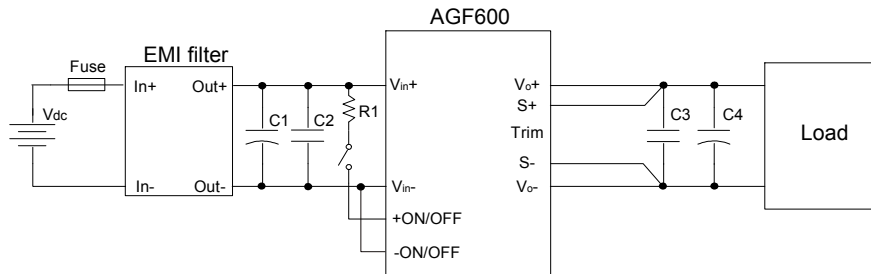 AGF600
EMI filter
Fuse
In+
Out+
Vin+
Vo+
S+
Vdc
C1
C2
R1
Trim
C3
C4
Load
S-
In-
Out-
Vin-
Vo-
+ON/OFF
-ON/OFF